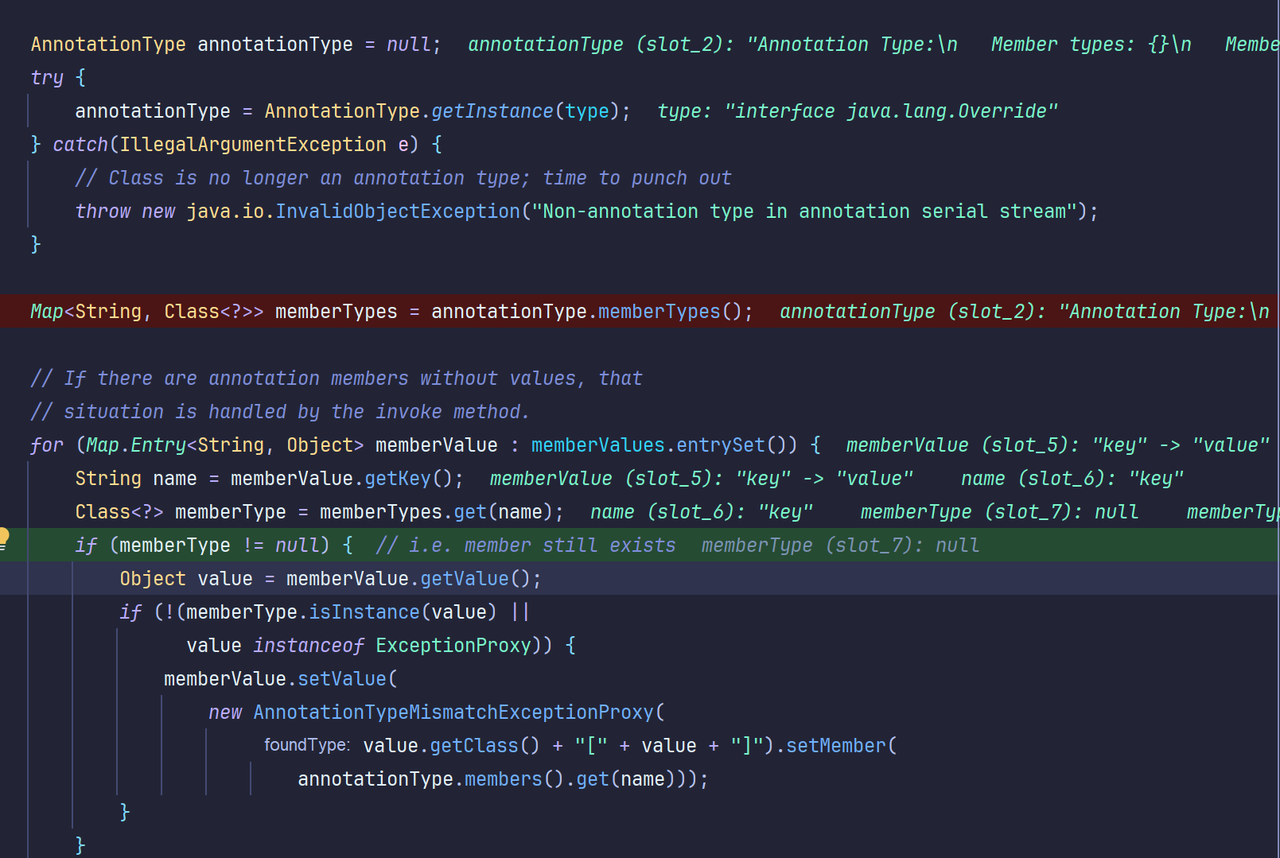 AnnotationType annotationType = null;  annotationType (slot_2): "Annotation Type:\n   Member types: {}\n   Membe
try {
    annotationType = AnnotationType.getInstance(type);  type: "interface java.lang.Override"
} catch(IllegalArgumentException e) {
    // Class is no longer an annotation type; time to punch out
    throw new java.io.InvalidObjectException("Non-annotation type in annotation serial stream");
}
Map<String, Class<?>> memberTypes = annotationType.memberTypes();  annotationType (slot_2): "Annotation Type:\n
// If there are annotation members without values, that
// situation is handled by the invoke method.
for (Map.Entry<String, Object> memberValue : memberValues.entrySet()) {  memberValue (slot_5): "key" -> "value"
    String name = memberValue.getKey();  memberValue (slot_5): "key" -> "value"    name (slot_6): "key"
    Class<?> memberType = memberTypes.get(name);  name (slot_6): "key"    memberType (slot_7): null    memberTyp
    if (memberType != null) {  // i.e. member still exists  memberType (slot_7): null
        Object value = memberValue.getValue();
        if (!(memberType.isInstance(value) ||
              value instanceof ExceptionProxy)) {
            memberValue.setValue(
                new AnnotationTypeMismatchExceptionProxy(
                    foundType: value.getClass() + "[" + value + "]").setMember(
                        annotationType.members().get(name)));
        }
    }